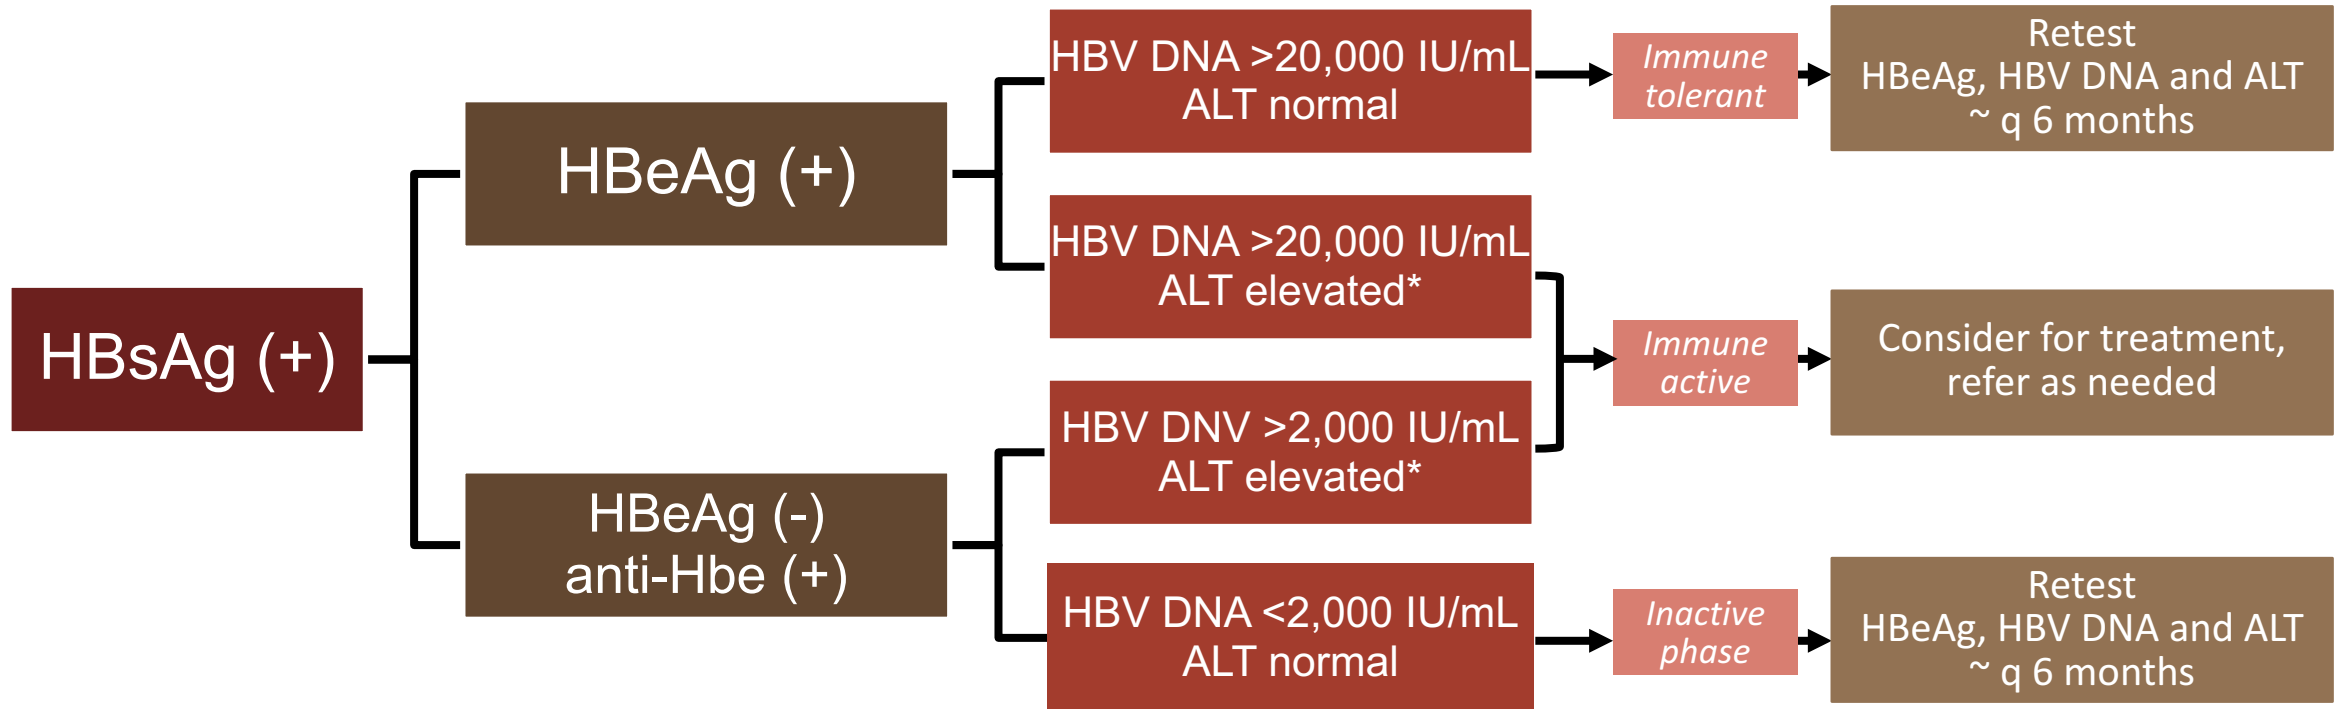 HBsAg (+)
HBeAg (+)
HBeAg (-)
anti-Hbe (+)
HBV DNA >20,000 IU/mL
ALT normal
HBV DNA >20,000 IU/mL
ALT elevated*
HBV DNV >2,000 IU/mL
ALT elevated*
HBV DNA <2,000 IU/mL
ALT normal
Immune
tolerant
Immune
active
Inactive
phase
Retest
HBeAg, HBV DNA and ALT
~ q 6 months
Consider for treatment,
refer as needed
Retest
HBeAg, HBV DNA and ALT
~ q 6 months